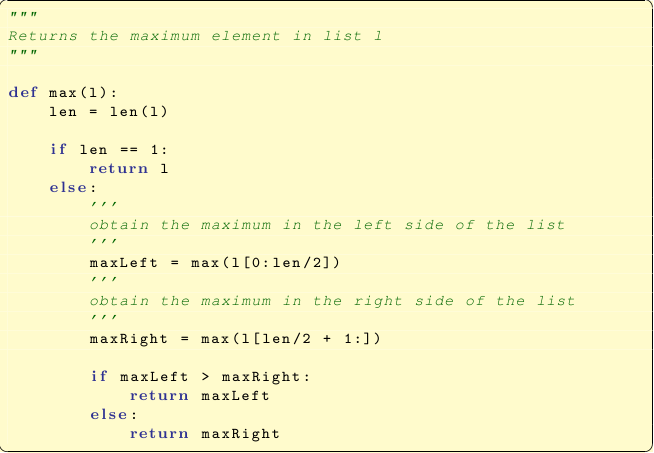 """
Returns the maximum element in list l
"""
def max(l):
    len = len(l)
    if len == 1:
        return l
    else:
        '''
        obtain the maximum in the left side of the list
        '''
        maxLeft = max(l[0:len/2])
        '''
        obtain the maximum in the right side of the list
        '''
        maxRight = max(l[len/2 + 1:])
        if maxLeft > maxRight:
            return maxLeft
        else:
            return maxRight